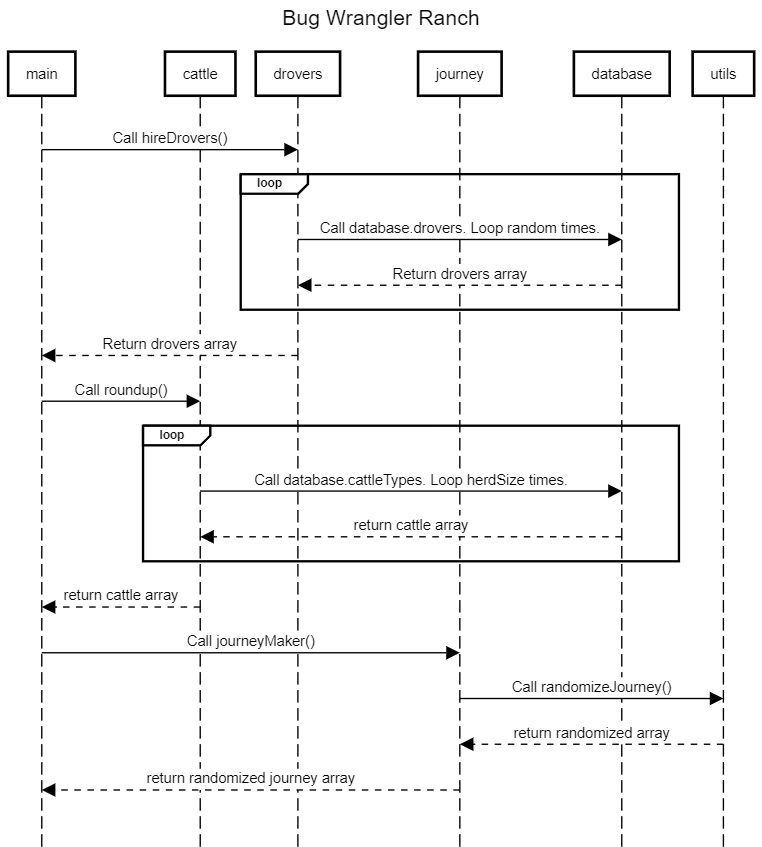 Bug Wrangler Ranch
main
cattle
drovers
journey
database
utils
Call hireDrovers()
loop
Call database.drovers. Loop random times.
Return drovers array
Return drovers array
Call roundup()
loop
Call database.cattleTypes. Loop herdSize times.
return cattle array
return cattle array
Call journeyMaker()
Call randomizeJourney()
return randomized array
return randomized journey array